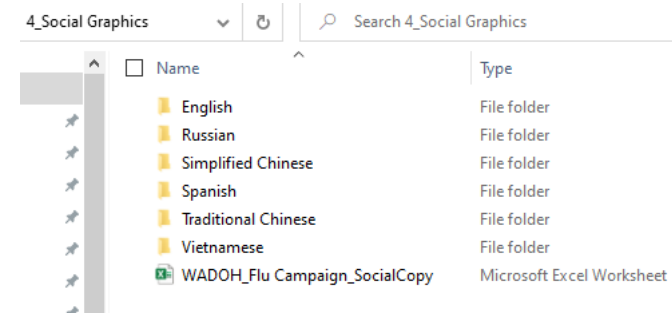 4_Social Graphics Search 4_Social Graphics
Name Type
English File folder
Russian File folder
Simplified Chinese File folder
Spanish File folder
Traditional Chinese File folder
Vietnamese File folder
WADOH_Flu Campaign_SocialCopy Microsoft Excel Worksheet